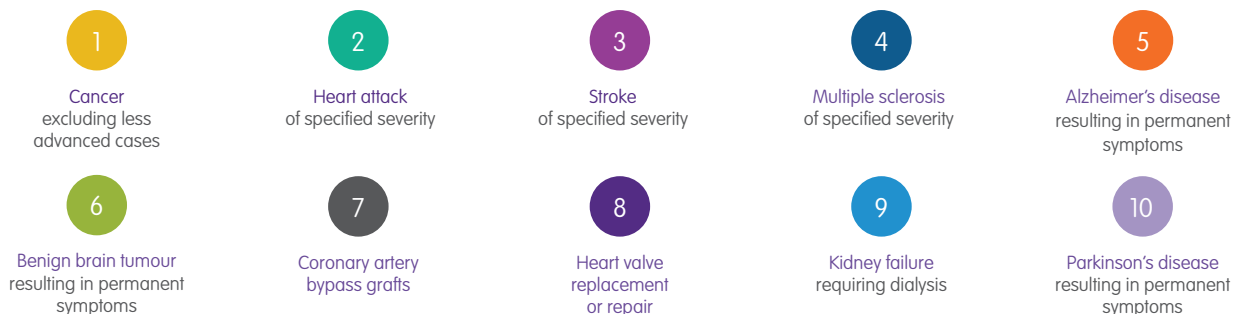 1
Cancer
excluding less
advanced cases
2
Heart attack
of specified severity
3
Stroke
of specified severity
4
Multiple sclerosis
of specified severity
5
Alzheimer's disease
resulting in permanent
symptoms
6
Benign brain tumour
resulting in permanent
symptoms
7
Coronary artery
bypass grafts
8
Heart valve
replacement
or repair
9
Kidney failure
requiring dialysis
10
Parkinson's disease
resulting in permanent
symptoms